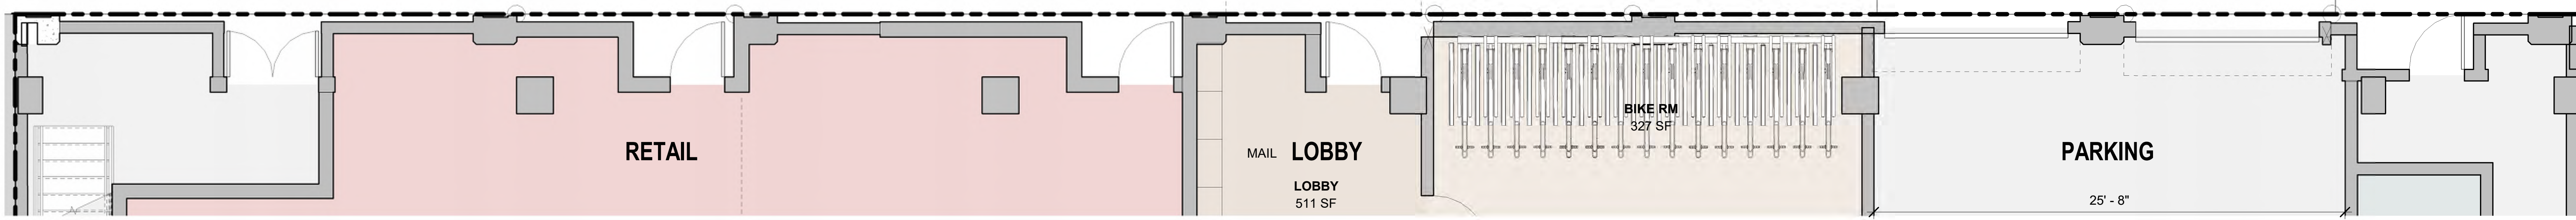 RETAIL
MAIL
LOBBY
LOBBY
511 SF
BIKE RM
327 SF
PARKING
25' - 8"